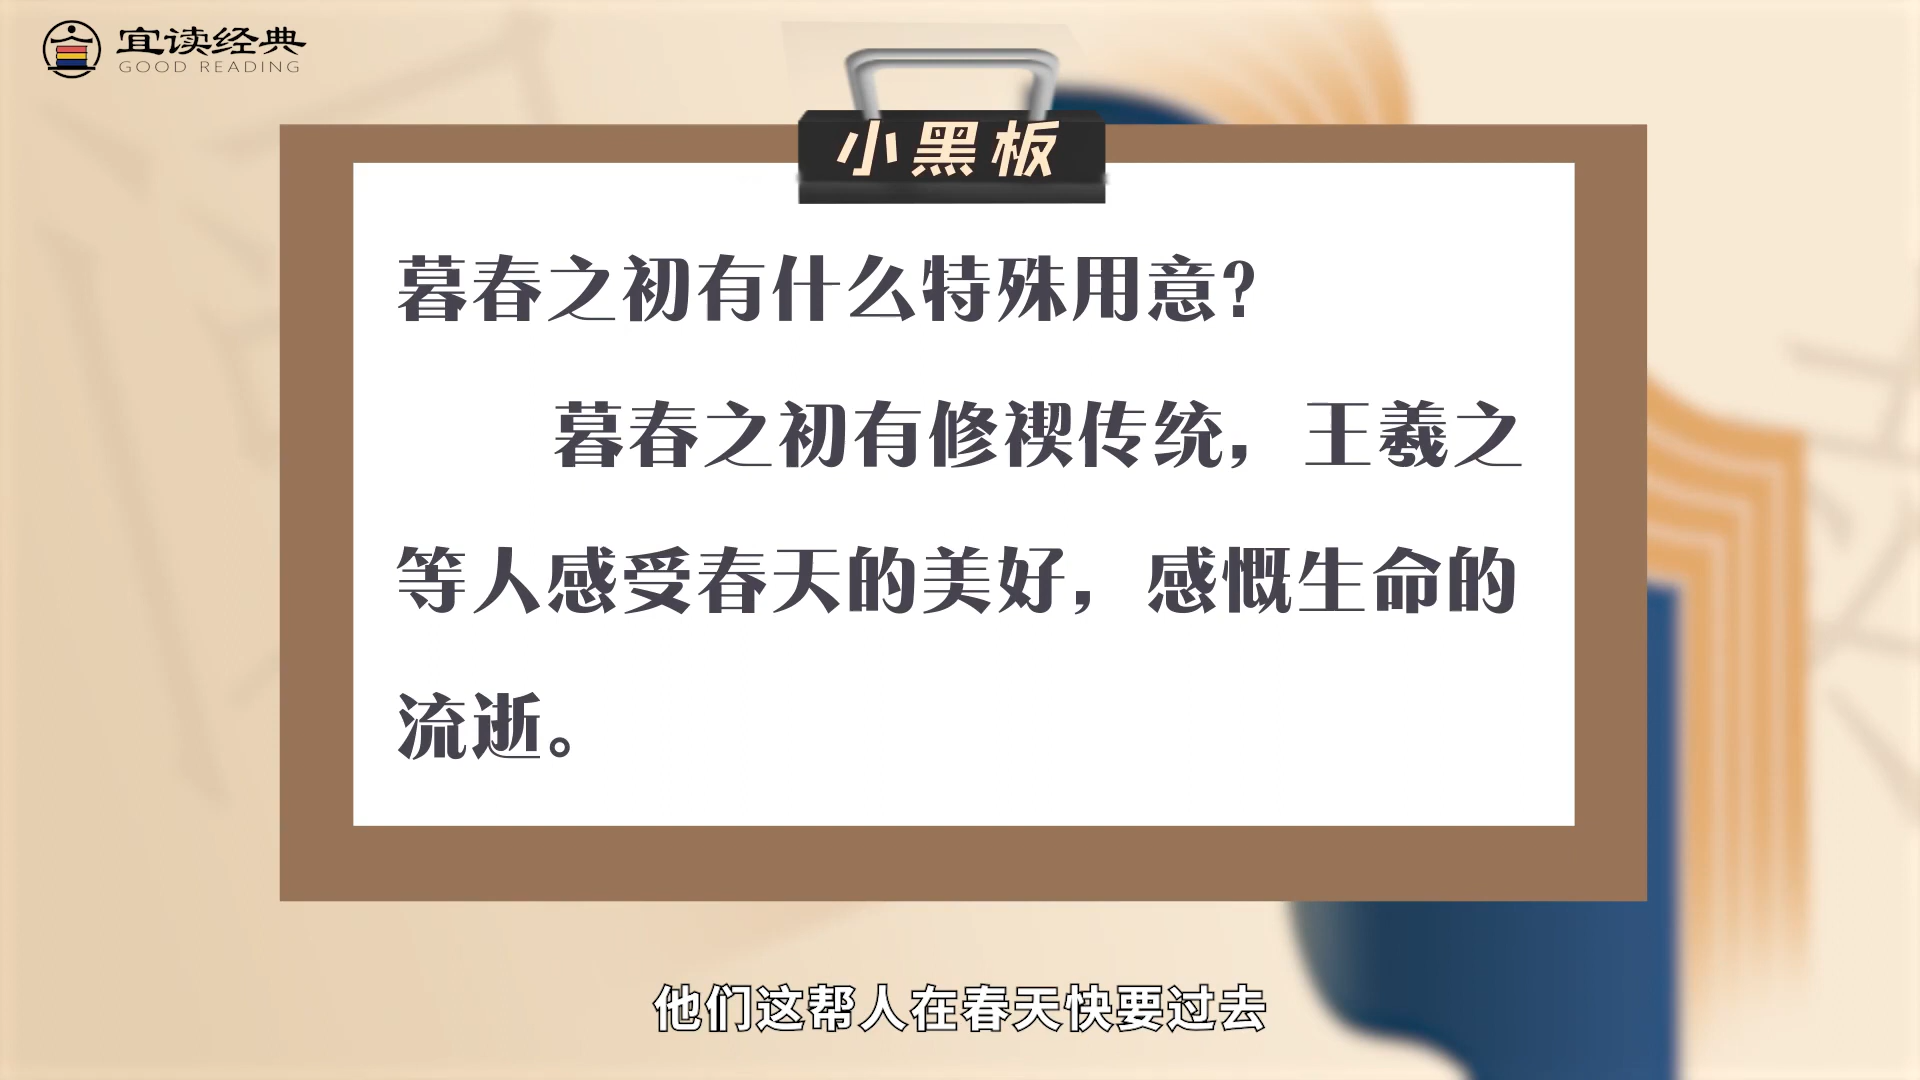 宜读经典
GOOD READING
小黑板
暮春之初有什么特殊用意？
暮春之初有修禊传统，王羲之
等人感受春天的美好，感慨生命的
流逝。
他们这帮人在春天快要过去